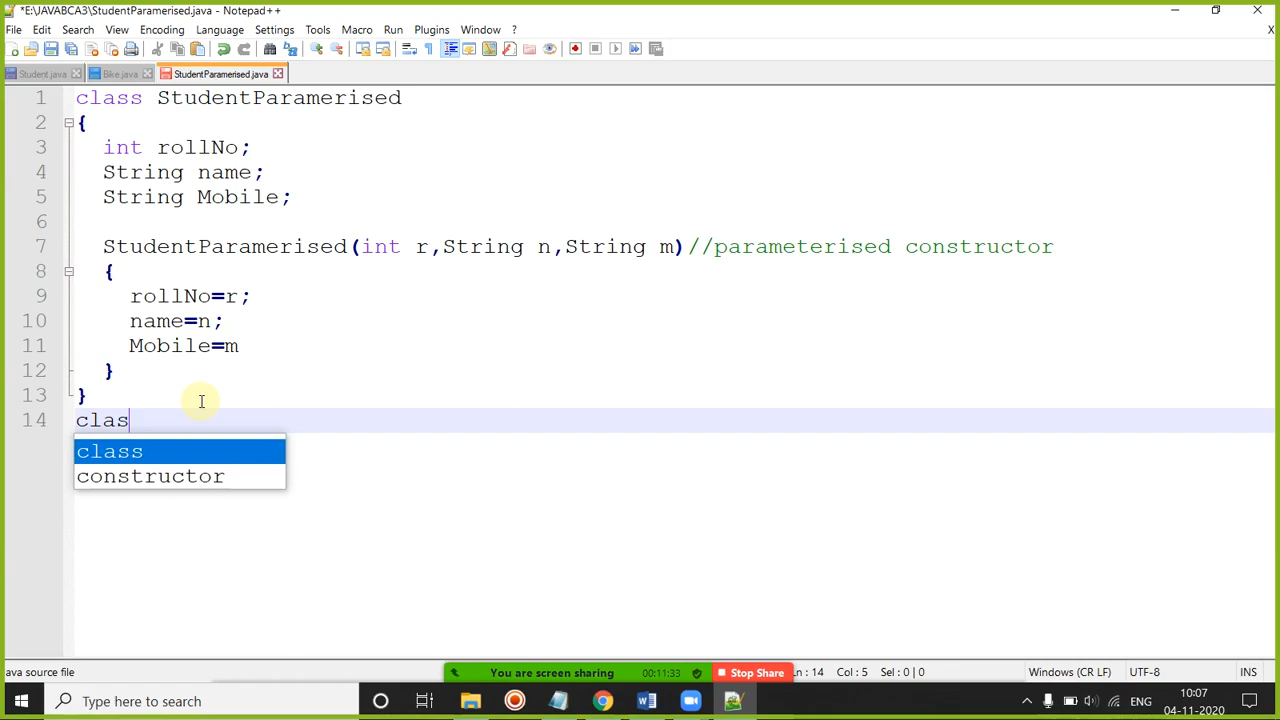 *E:\JAVABCA3\StudentParamerised.java - Notepad++
File Edit Search View Encoding Language Settings Tools Macro Run Plugins Window ? X
Student.java Bike.java StudentParamerised.java
1 class StudentParamerised
2 {
3 int rollNo;
4 String name;
5 String Mobile;
6
7 StudentParamerised(int r,String n,String m)//parameterised constructor
8 {
9 rollNo=r;
10 name=n;
11 Mobile=m
12 }
13 }
14 clas
class
constructor
ava source file You are screen sharing 00:11:33 Stop Share Ln : 14 Col : 5 Sel : 0 | 0 Windows (CR LF) UTF-8 INS
Type here to search ENG 10:07
04-11-2020